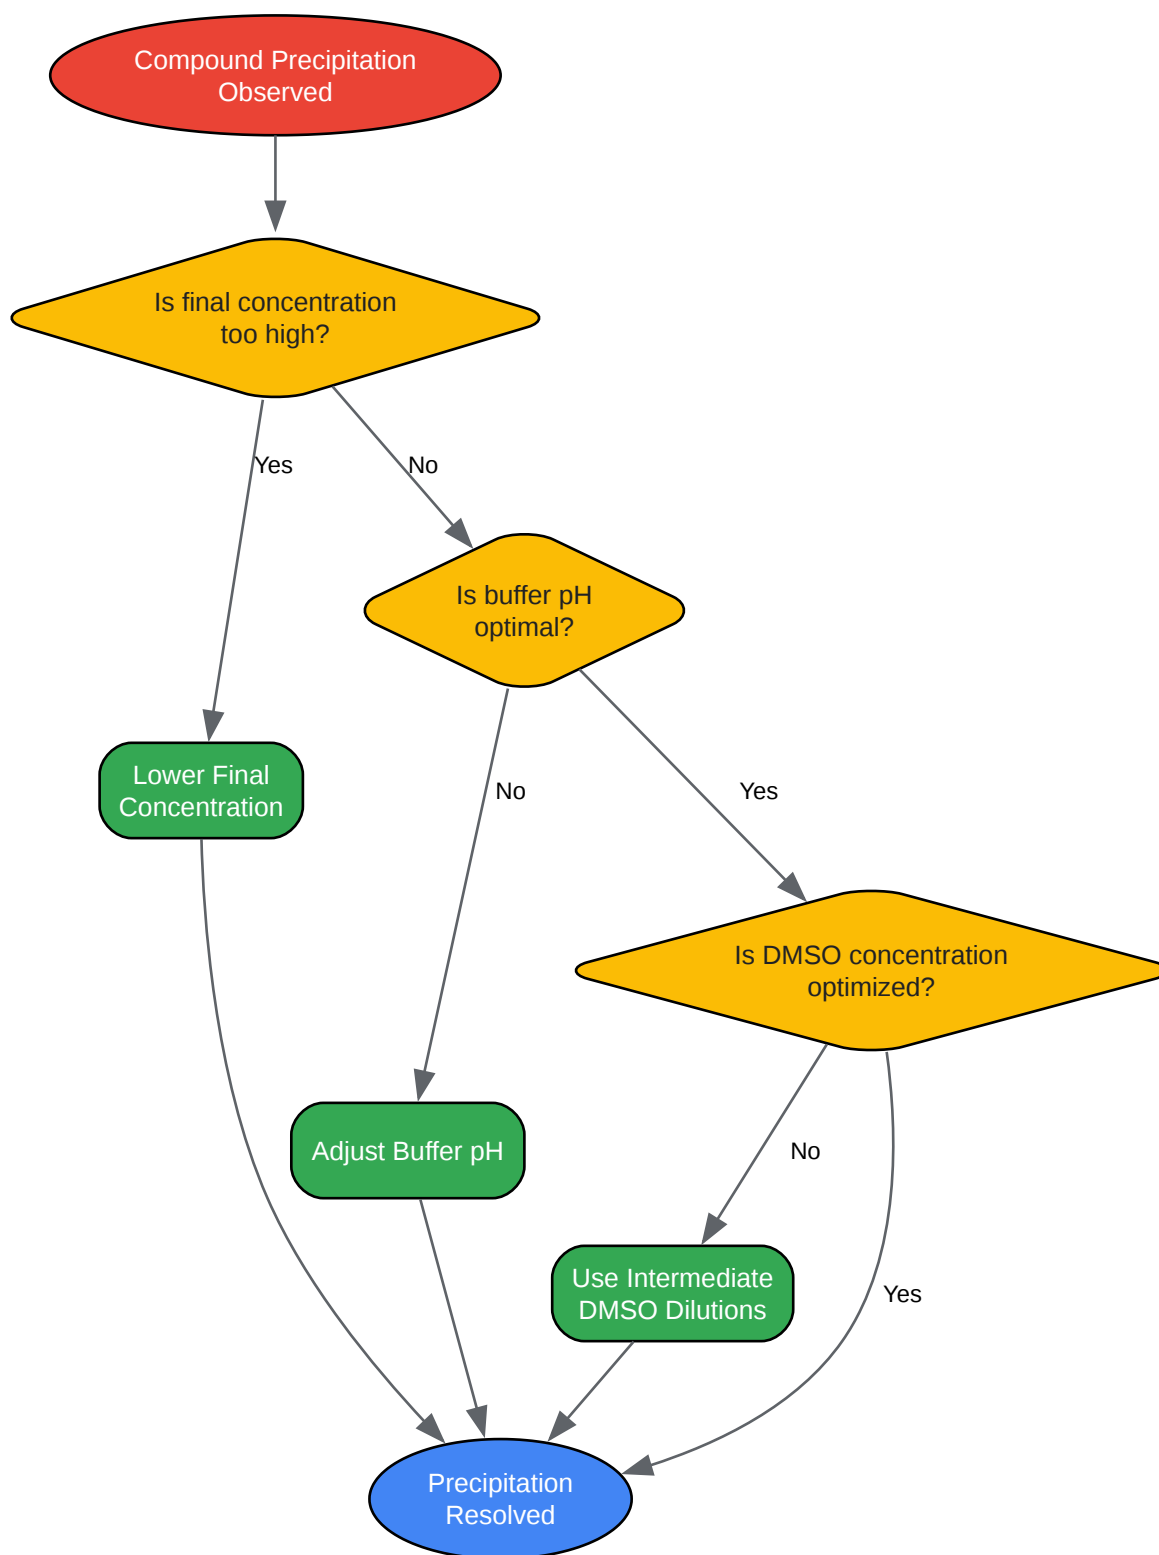 Compound Precipitation
Observed
Is final concentration
too high?
Yes
No
Is buffer pH
optimal?
Lower Final
Concentration
No
Yes
Is DMSO concentration
optimized?
Adjust Buffer pH
No
Use Intermediate
DMSO Dilutions
Yes
Precipitation
Resolved